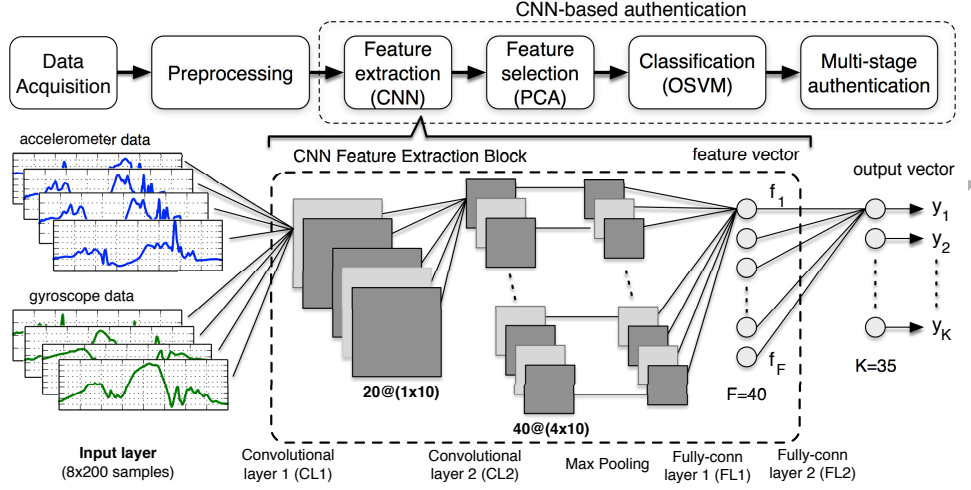 CNN-based authentication
Data
Acquisition
Preprocessing
Feature
extraction
(CNN)
Feature
selection
(PCA)
Classification
(OSVM)
Multi-stage
authentication
accelerometer data
CNN Feature Extraction Block
feature vector
output vector
f1
y1
y2
gyroscope data
yK
fF
K=35
20@(1x10)
F=40
40@(4x10)
Input layer
(8x200 samples)
Convolutional
layer 1 (CL1)
Convolutional
layer 2 (CL2)
Max Pooling
Fully-conn
layer 1 (FL1)
Fully-conn
layer 2 (FL2)